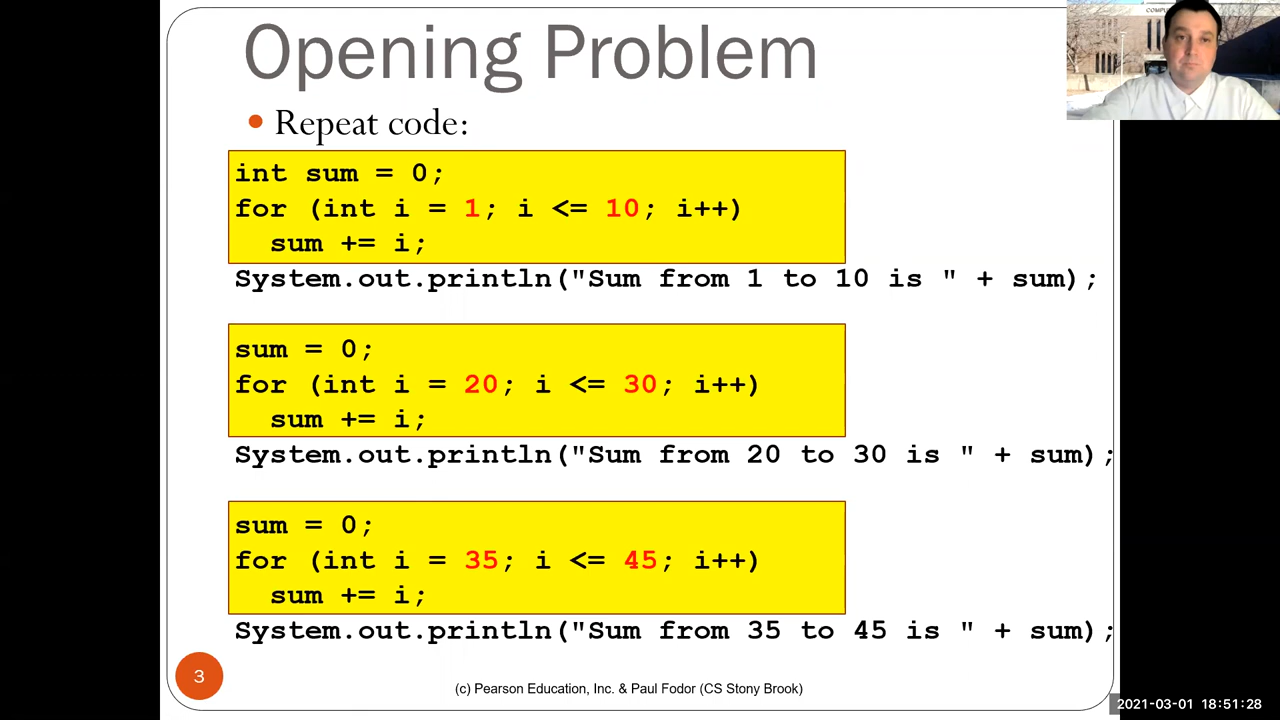 Opening Problem
• Repeat code:
int sum = 0;
for (int i = 1; i <= 10; i++)
  sum += i;
System.out.println("Sum from 1 to 10 is " + sum);
sum = 0;
for (int i = 20; i <= 30; i++)
  sum += i;
System.out.println("Sum from 20 to 30 is " + sum);
sum = 0;
for (int i = 35; i <= 45; i++)
  sum += i;
System.out.println("Sum from 35 to 45 is " + sum);
3
(c) Pearson Education, Inc. & Paul Fodor (CS Stony Brook)
2021-03-01 18:51:28